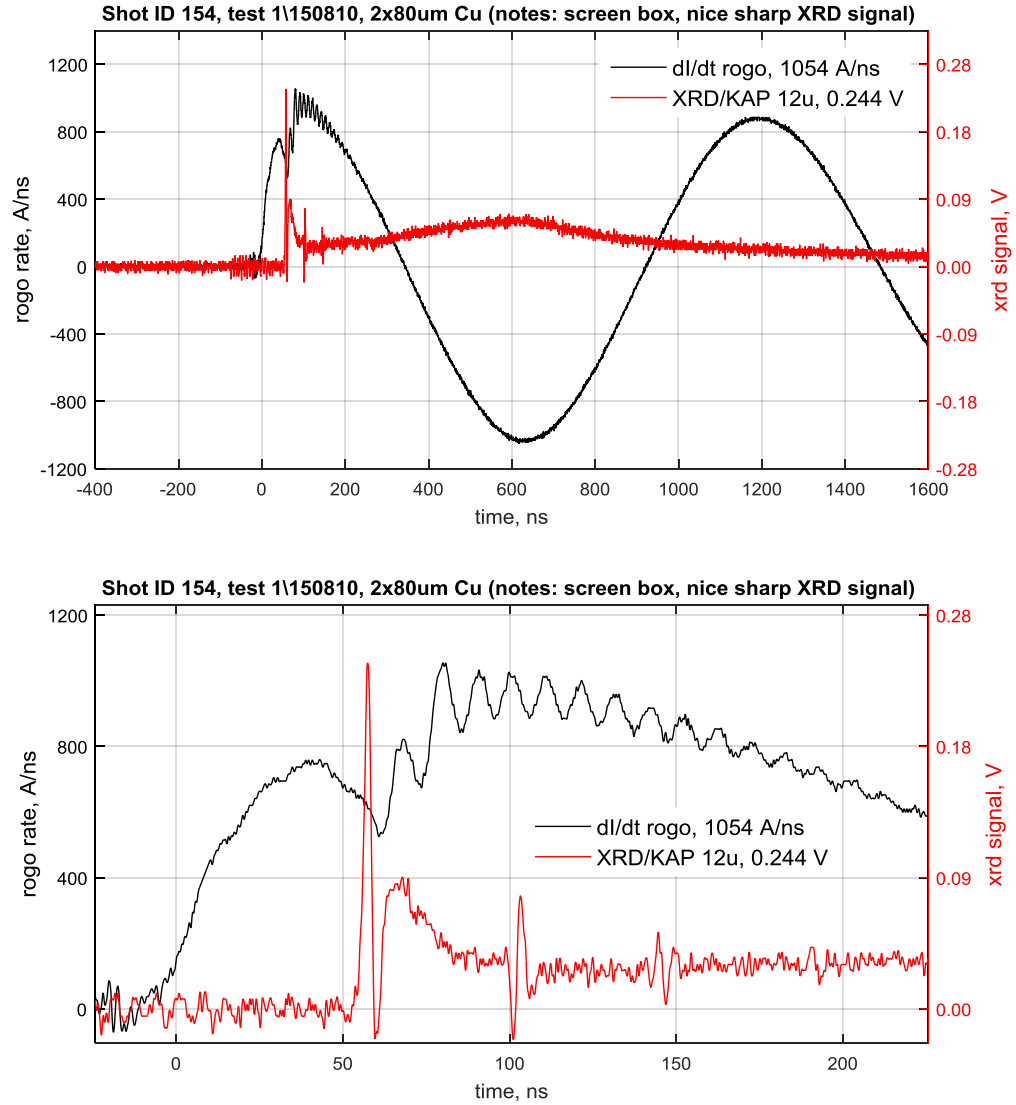 Shot ID 154, test 1\150810, 2x80um Cu (notes: screen box, nice sharp XRD signal)
dI/dt rogo, 1054 A/ns
XRD/KAP 12u, 0.244 V
1200
800
400
0
-400
-800
-1200
rogo rate, A/ns
0.28
0.18
0.09
0.00
-0.09
-0.18
-0.28
xrd signal, V
-400 -200 0 200 400 600 800 1000 1200 1400 1600
time, ns
Shot ID 154, test 1\150810, 2x80um Cu (notes: screen box, nice sharp XRD signal)
1200
800
400
0
rogo rate, A/ns
dI/dt rogo, 1054 A/ns
XRD/KAP 12u, 0.244 V
0.28
0.18
0.09
0.00
xrd signal, V
0 50 100 150 200
time, ns